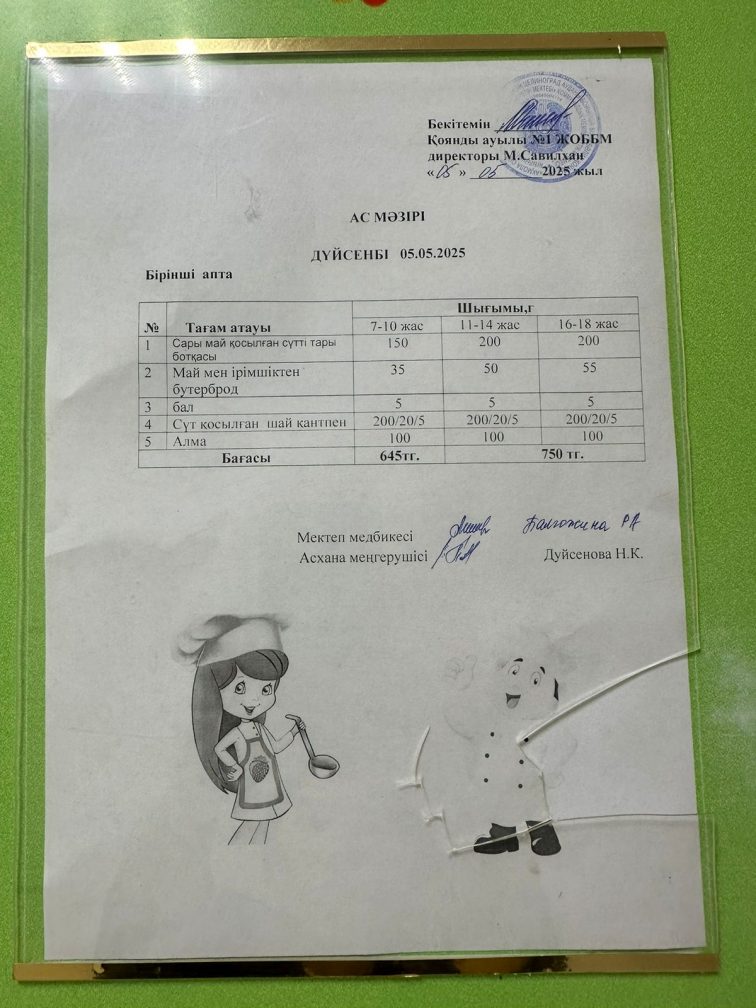 Бекітемін
Қоянды ауылы №1 ЖОББМ
директоры М.Савилхан
«05» 05 2025 жыл
АС МӘЗІРІ
ДҮЙСЕНБІ 05.05.2025
Бірінші апта
№ Тағам атауы Шығымы,г
7-10 жас 11-14 жас 16-18 жас
1 Сары май қосылған сүтті тары 150 200 200
ботқасы
2 Май мен ірімшіктен 35 50 55
бутерброд
3 бал 5 5 5
4 Сүт қосылған шай қантпен 200/20/5 200/20/5 200/20/5
5 Алма 100 100 100
Бағасы 645тг. 750 тг.
Мектеп медбикесі Балгожина РА
Асхана меңгерушісі Дуйсенова Н.К.